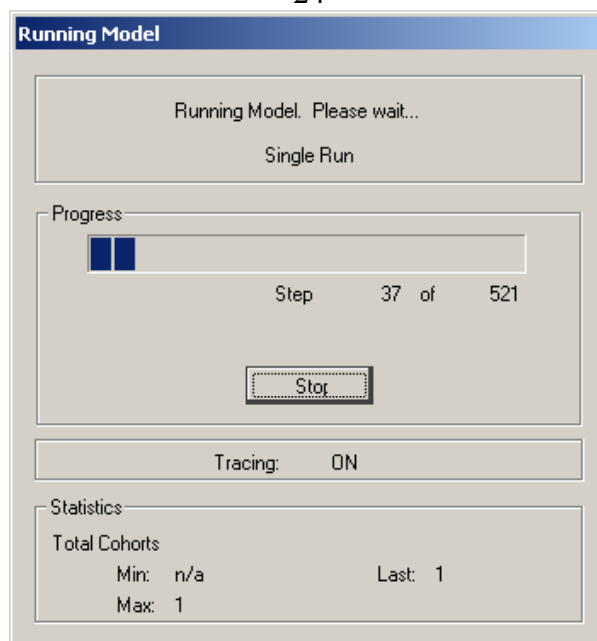 Running Model
Running Model. Please wait...
Single Run
Progress
Step 37 of 521
Stop
Tracing: ON
Statistics
Total Cohorts
Min: n/a Last: 1
Max: 1